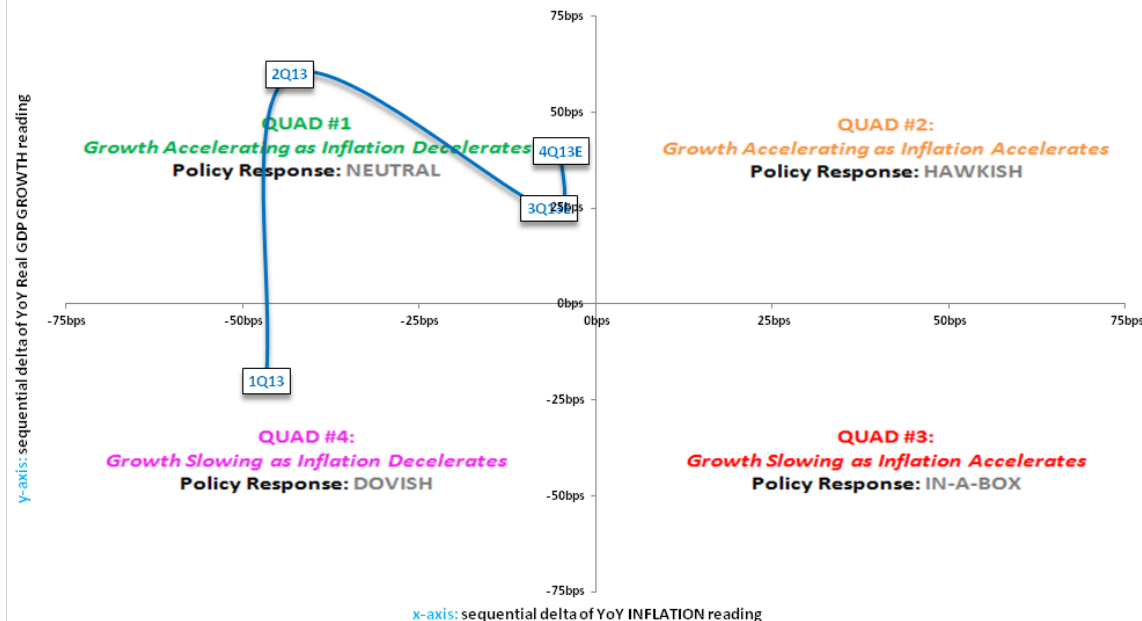 75bps
2Q13
50bps
QUAD #1
Growth Accelerating as Inflation Decelerates
Policy Response: NEUTRAL
QUAD #2:
Growth Accelerating as Inflation Accelerates
Policy Response: HAWKISH
4Q13E
3Q13E
25bps
y-axis: sequential delta of YoY Real GDP GROWTH reading
0bps
-75bps
-50bps
-25bps
0bps
25bps
50bps
75bps
1Q13
-25bps
QUAD #4:
Growth Slowing as Inflation Decelerates
Policy Response: DOVISH
QUAD #3:
Growth Slowing as Inflation Accelerates
Policy Response: IN-A-BOX
-50bps
-75bps
x-axis: sequential delta of YoY INFLATION reading